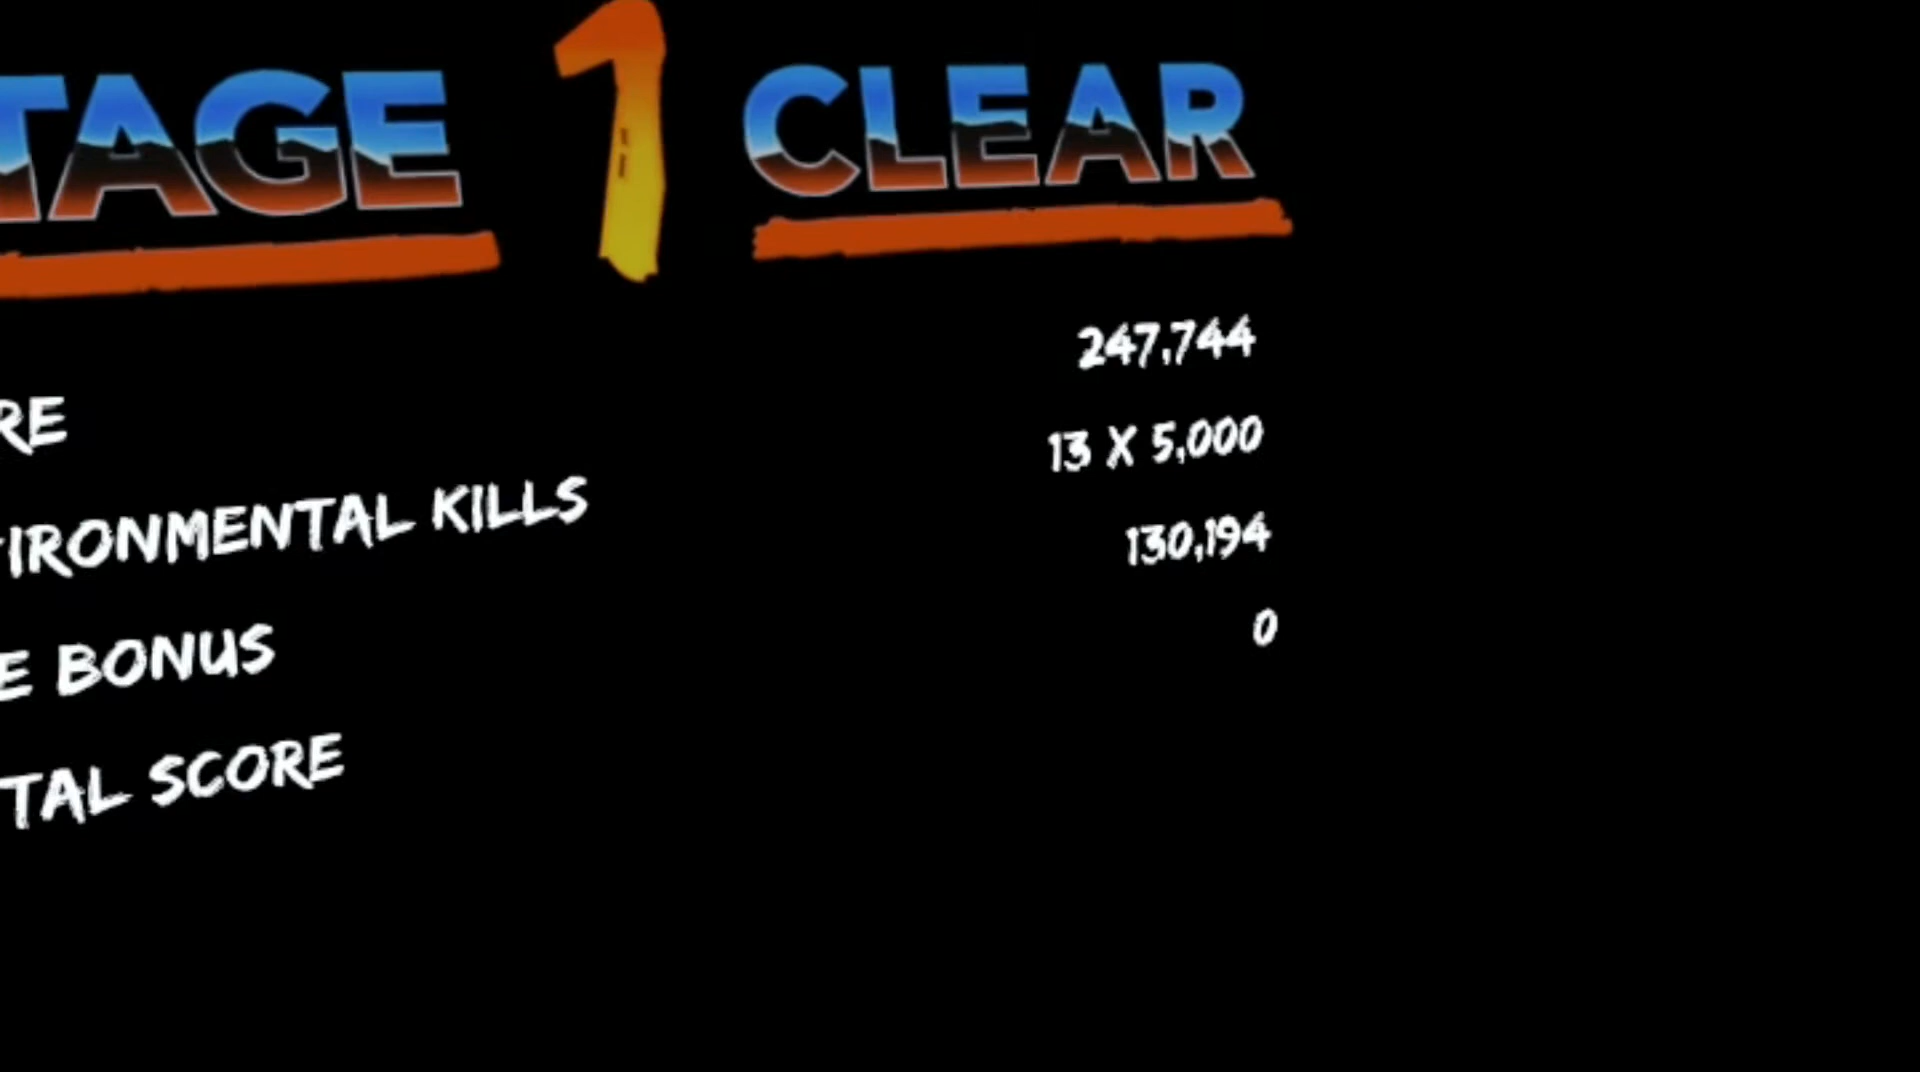 TAGE 1 CLEAR
RE 247,744
IRONMENTAL KILLS 13 X 5,000
E BONUS 130,194
TAL SCORE 0